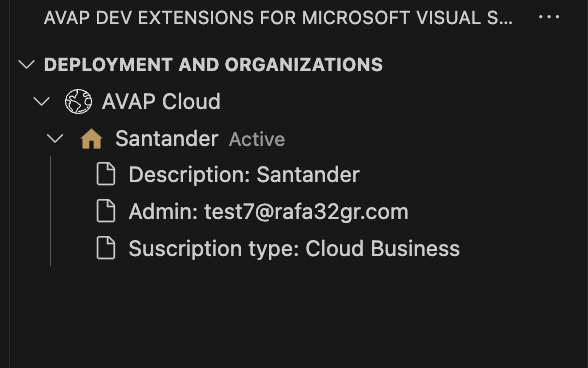 AVAP DEV EXTENSIONS FOR MICROSOFT VISUAL S...
DEPLOYMENT AND ORGANIZATIONS
AVAP Cloud
Santander Active
Description: Santander
Admin: test7@rafa32gr.com
Suscription type: Cloud Business